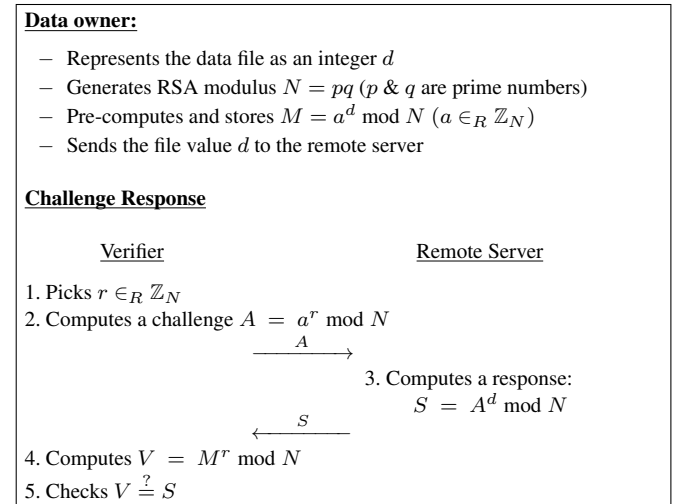 Data owner:
– Represents the data file as an integer d
– Generates RSA modulus N = pq (p & q are prime numbers)
– Pre-computes and stores M = a^d mod N (a ∈_R ℤ_N)
– Sends the file value d to the remote server
Challenge Response
Verifier Remote Server
1. Picks r ∈_R ℤ_N
2. Computes a challenge A = a^r mod N
A
3. Computes a response:
S = A^d mod N
S
4. Computes V = M^r mod N
5. Checks V ≟ S